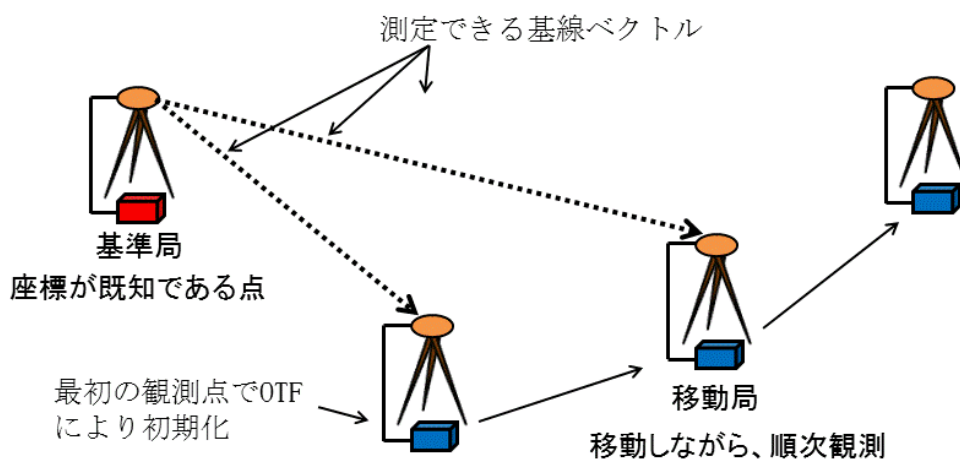 測定できる基線ベクトル
基準局
座標が既知である点
最初の観測点でOTF
により初期化
移動局
移動しながら、順次観測